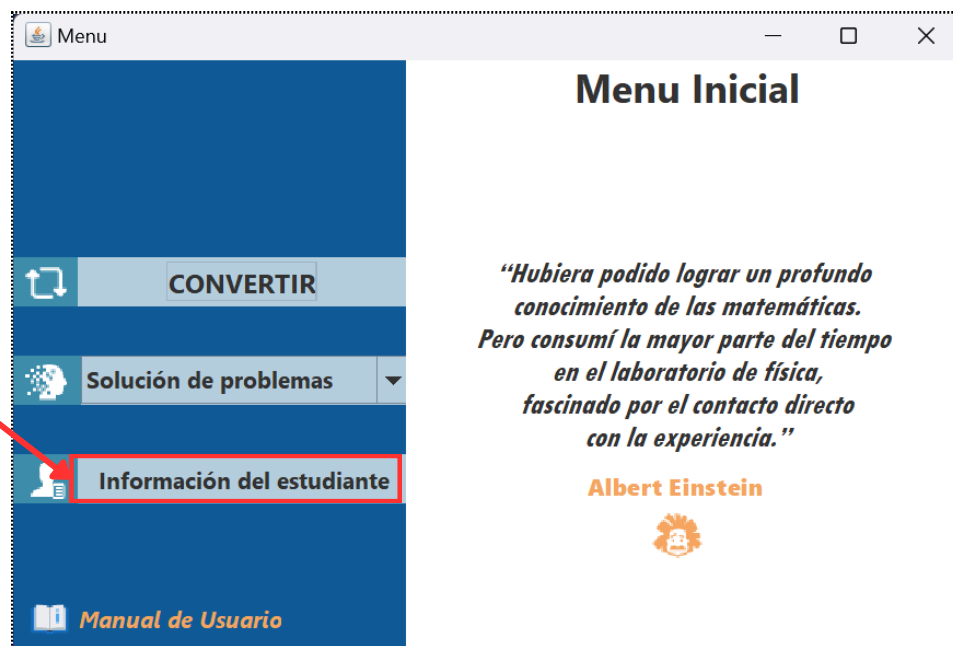 Menu
Menu Inicial
CONVERTIR
Solución de problemas
Información del estudiante
Manual de Usuario
“Hubiera podido lograr un profundo
conocimiento de las matemáticas.
Pero consumí la mayor parte del tiempo
en el laboratorio de física,
fascinado por el contacto directo
con la experiencia.”
Albert Einstein